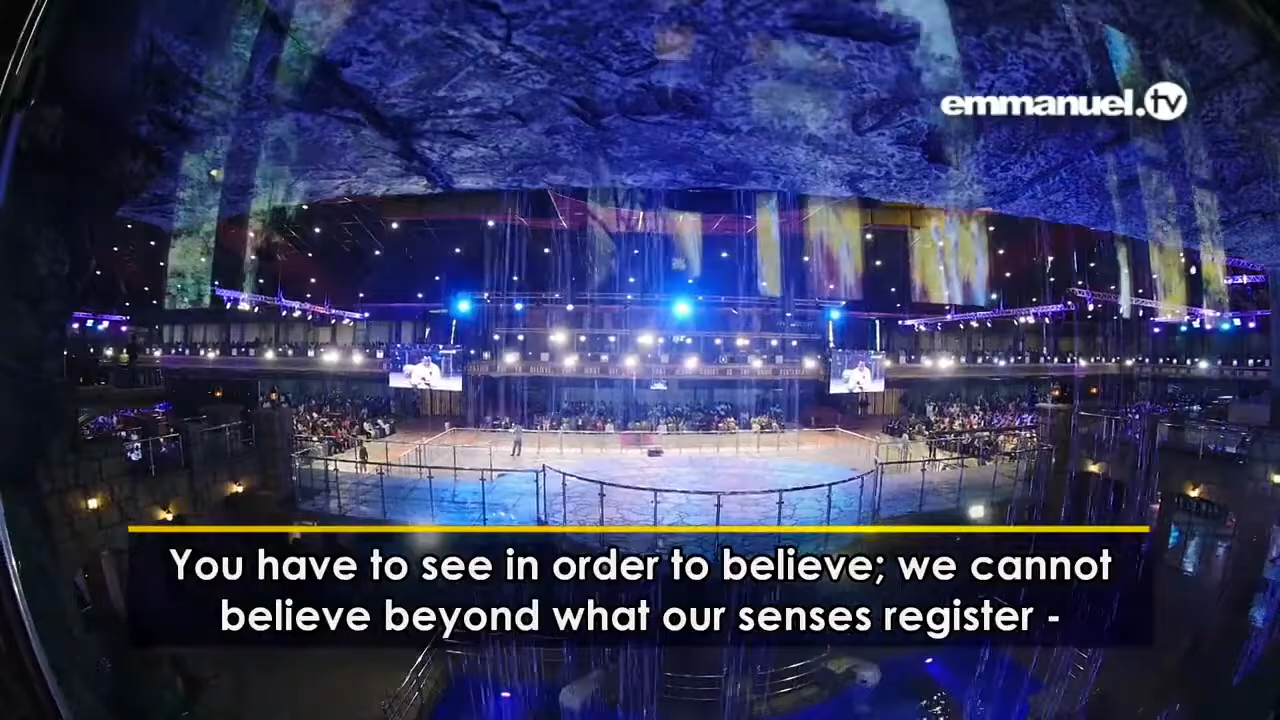 emmanuel.tv
You have to see in order to believe; we cannot
believe beyond what our senses register -